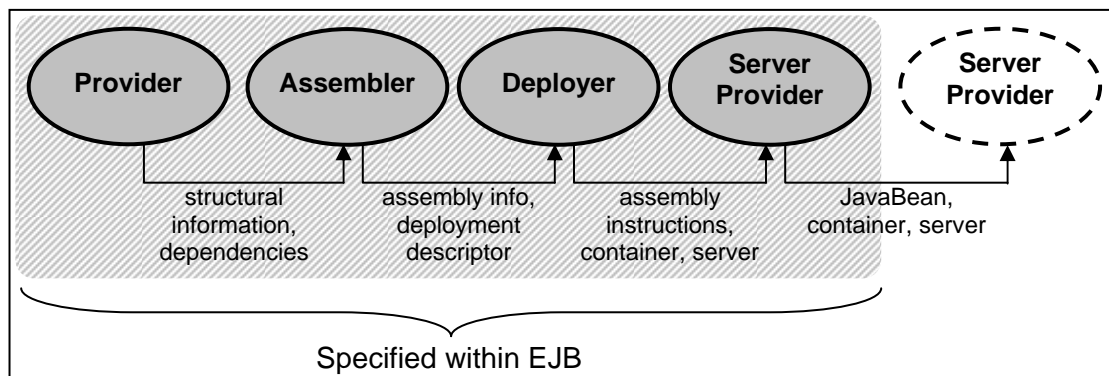 Provider
Assembler
Deployer
Server
Provider
Server
Provider
structural
information,
dependencies
assembly info,
deployment
descriptor
assembly
instructions,
container, server
JavaBean,
container, server
Specified within EJB